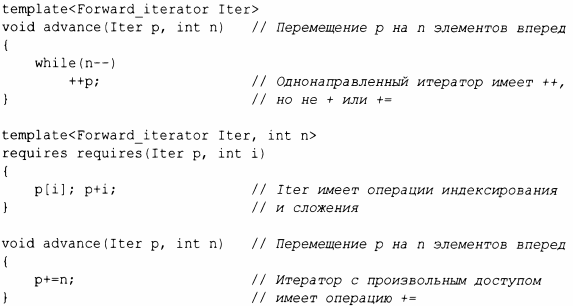 template<Forward_iterator Iter>
void advance(Iter p, int n) // Перемещение p на n элементов вперед
{
while(n--)
++p; // Однонаправленный итератор имеет ++,
} // но не + или +=
template<Forward_iterator Iter, int n>
requires requires(Iter p, int i)
{
p[i]; p+i; // Iter имеет операции индексирования
} // и сложения
void advance(Iter p, int n) // Перемещение p на n элементов вперед
{
p+=n; // Итератор с произвольным доступом
} // имеет операцию +=